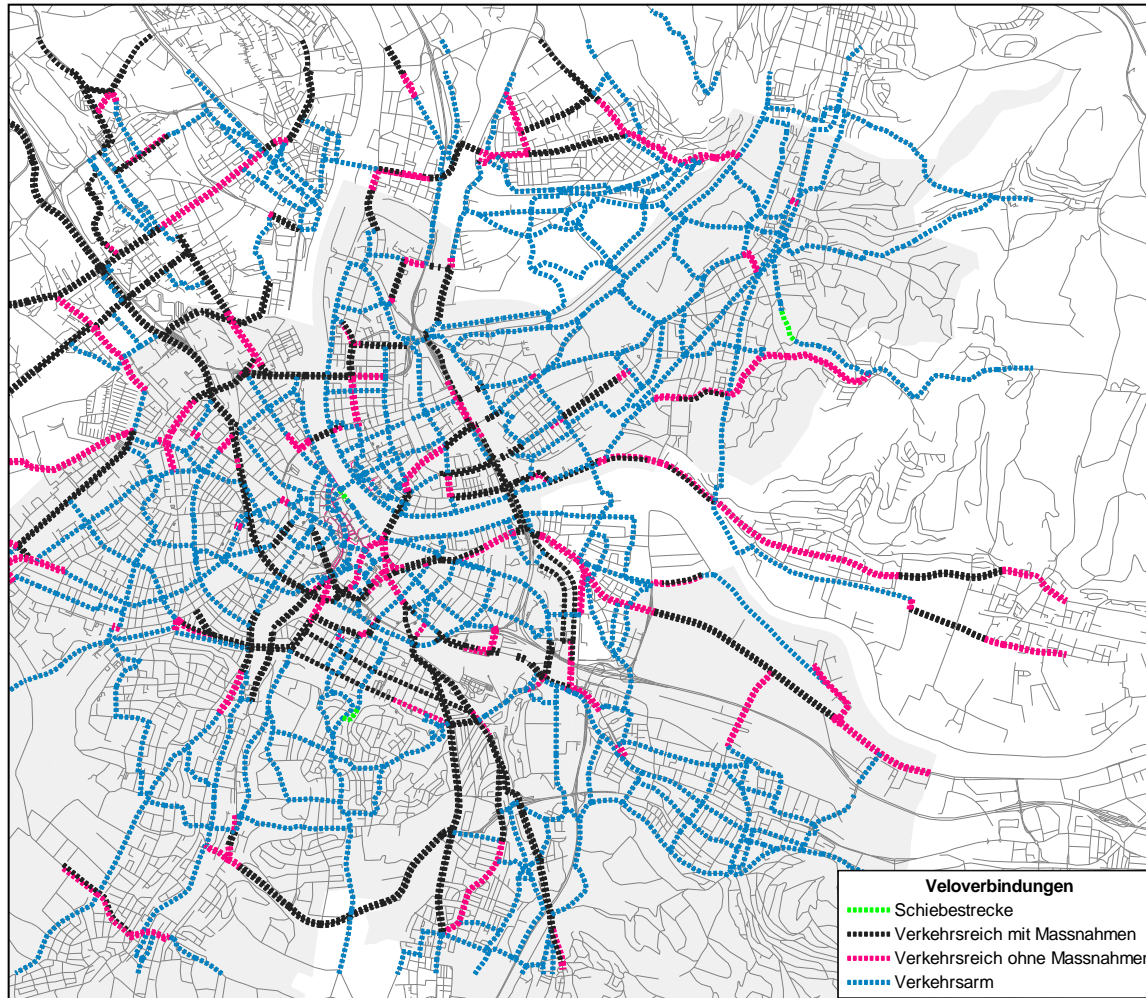 Veloverbindungen
Schiebestrecke
Verkehrsreich mit Massnahmen
Verkehrsreich ohne Massnahmen
Verkehrsarm